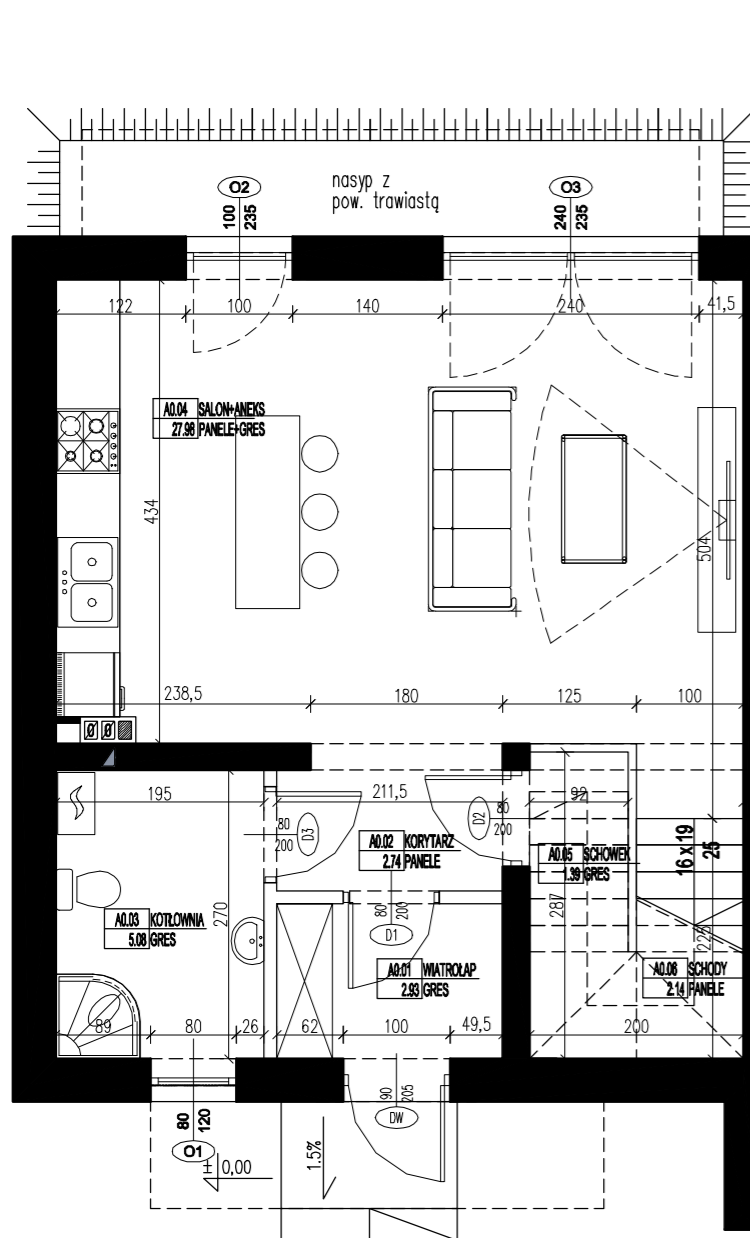 nasyp z
pow. trawiastą
O2
100
235
O3
240
235
122
100
140
240
41,5
A0.04 SALON+ANEKS
27.98 PANELE+GRES
434
504
238,5
180
125
100
195
211,5
92
80
200
D3
D2
80
200
A0.02 KORYTARZ
2.74 PANELE
A0.05 SCHOWEK
1.39 GRES
16 x 19
25
270
287
225
80
200
D1
A0.03 KOTŁOWNIA
5.08 GRES
A0.01 WIATROŁAP
2.93 GRES
A0.06 SCHODY
2.14 PANELE
89
80
26
62
100
49,5
200
90
205
DW
80
120
O1
± 0,00
1.5%